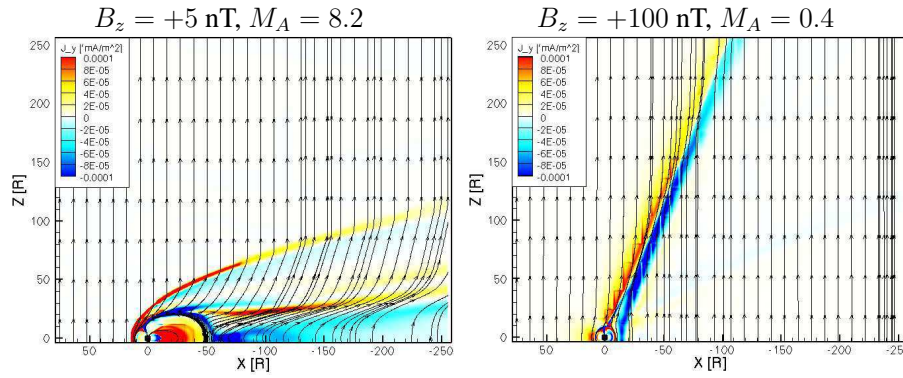 B_z = +5 nT, M_A = 8.2
B_z = +100 nT, M_A = 0.4
J_y [`mA/m^2]
0.0001
8E-05
6E-05
4E-05
2E-05
0
-2E-05
-4E-05
-6E-05
-8E-05
-0.0001
Z [R]
250
200
150
100
50
0
50
0
-50
-100
-150
-200
-250
X [R]
J_y [`mA/m^2]
0.0001
8E-05
6E-05
4E-05
2E-05
0
-2E-05
-4E-05
-6E-05
-8E-05
-0.0001
Z [R]
250
200
150
100
50
0
50
0
-50
-100
-150
-200
-250
X [R]